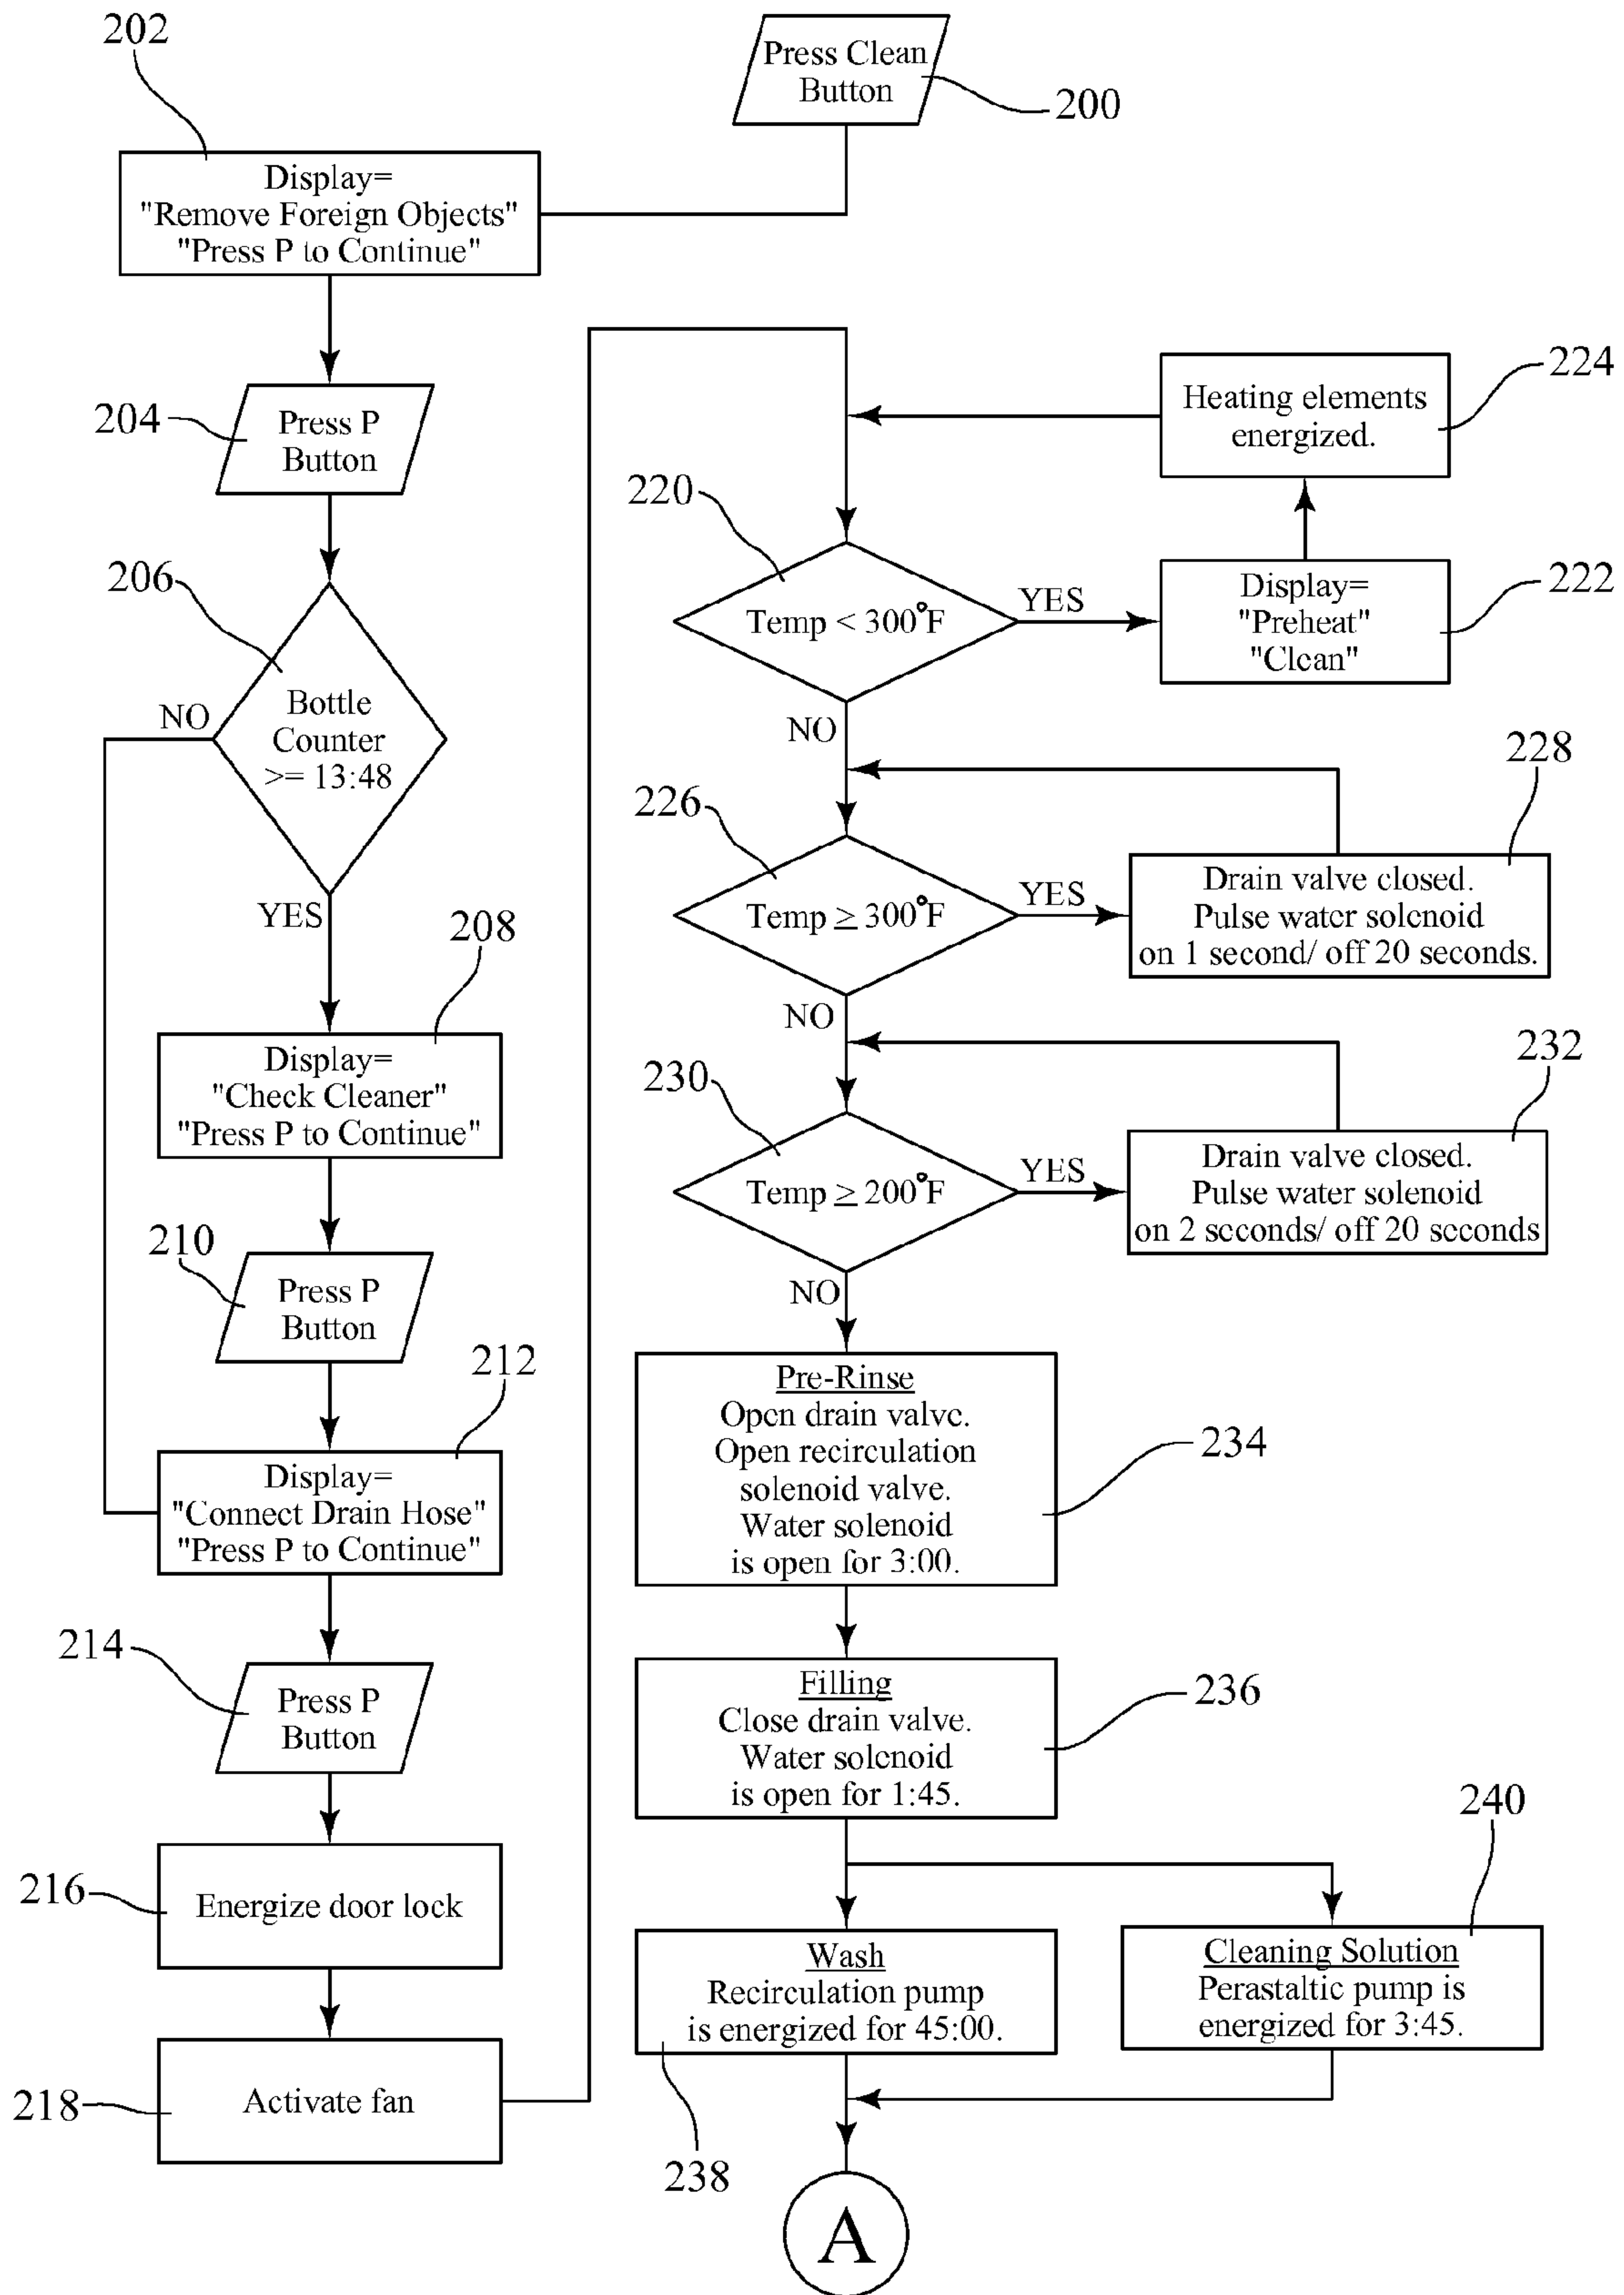 202
Press Clean
Button
200
Display=
"Remove Foreign Objects"
"Press P to Continue"
204
Press P
Button
206
Bottle
Counter
>= 13:48
NO
YES
208
Display=
"Check Cleaner"
"Press P to Continue"
210
Press P
Button
212
Display=
"Connect Drain Hose"
"Press P to Continue"
214
Press P
Button
216
Energize door lock
218
Activate fan
224
Heating elements
energized.
220
Temp < 300°F
YES
222
Display=
"Preheat"
"Clean"
NO
228
226
Temp ≥ 300°F
YES
Drain valve closed.
Pulse water solenoid
on 1 second/ off 20 seconds.
NO
232
230
Temp ≥ 200°F
YES
Drain valve closed.
Pulse water solenoid
on 2 seconds/ off 20 seconds
NO
Pre-Rinse
Open drain valve.
Open recirculation
solenoid valve.
Water solenoid
is open for 3:00.
234
Filling
Close drain valve.
Water solenoid
is open for 1:45.
236
240
Wash
Recirculation pump
is energized for 45:00.
238
Cleaning Solution
Perastaltic pump is
energized for 3:45.
A